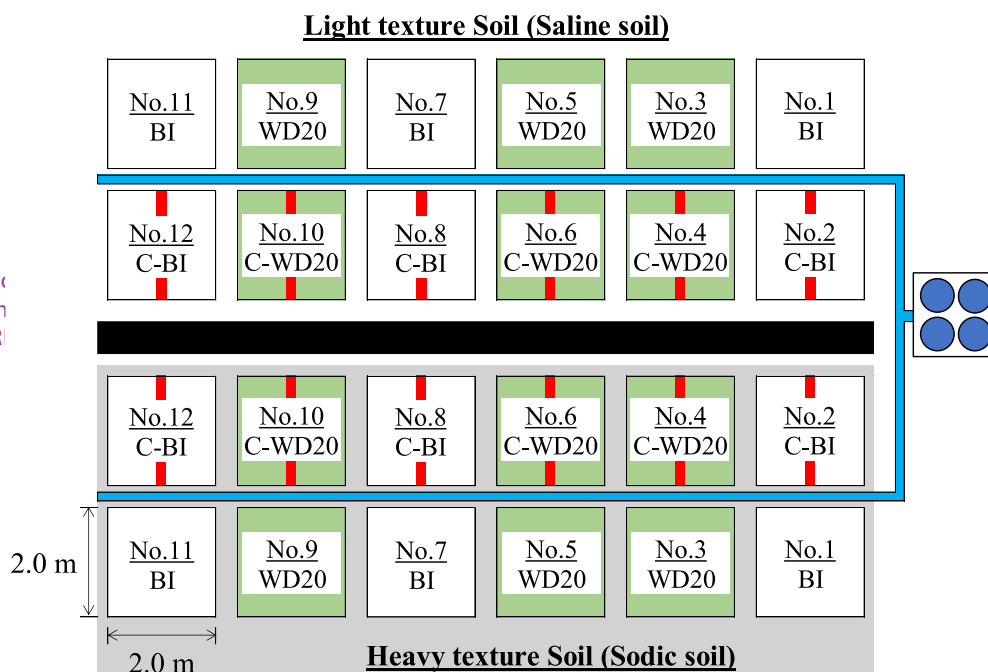 Light texture Soil (Saline soil)
No.11 No.9 No.7 No.5 No.3 No.1
BI WD20 BI WD20 WD20 BI
No.12 No.10 No.8 No.6 No.4 No.2
C-BI C-WD20 C-BI C-WD20 C-WD20 C-BI
No.12 No.10 No.8 No.6 No.4 No.2
C-BI C-WD20 C-BI C-WD20 C-WD20 C-BI
No.11 No.9 No.7 No.5 No.3 No.1
2.0 m BI WD20 BI WD20 WD20 BI
2.0 m Heavy texture Soil (Sodic soil)